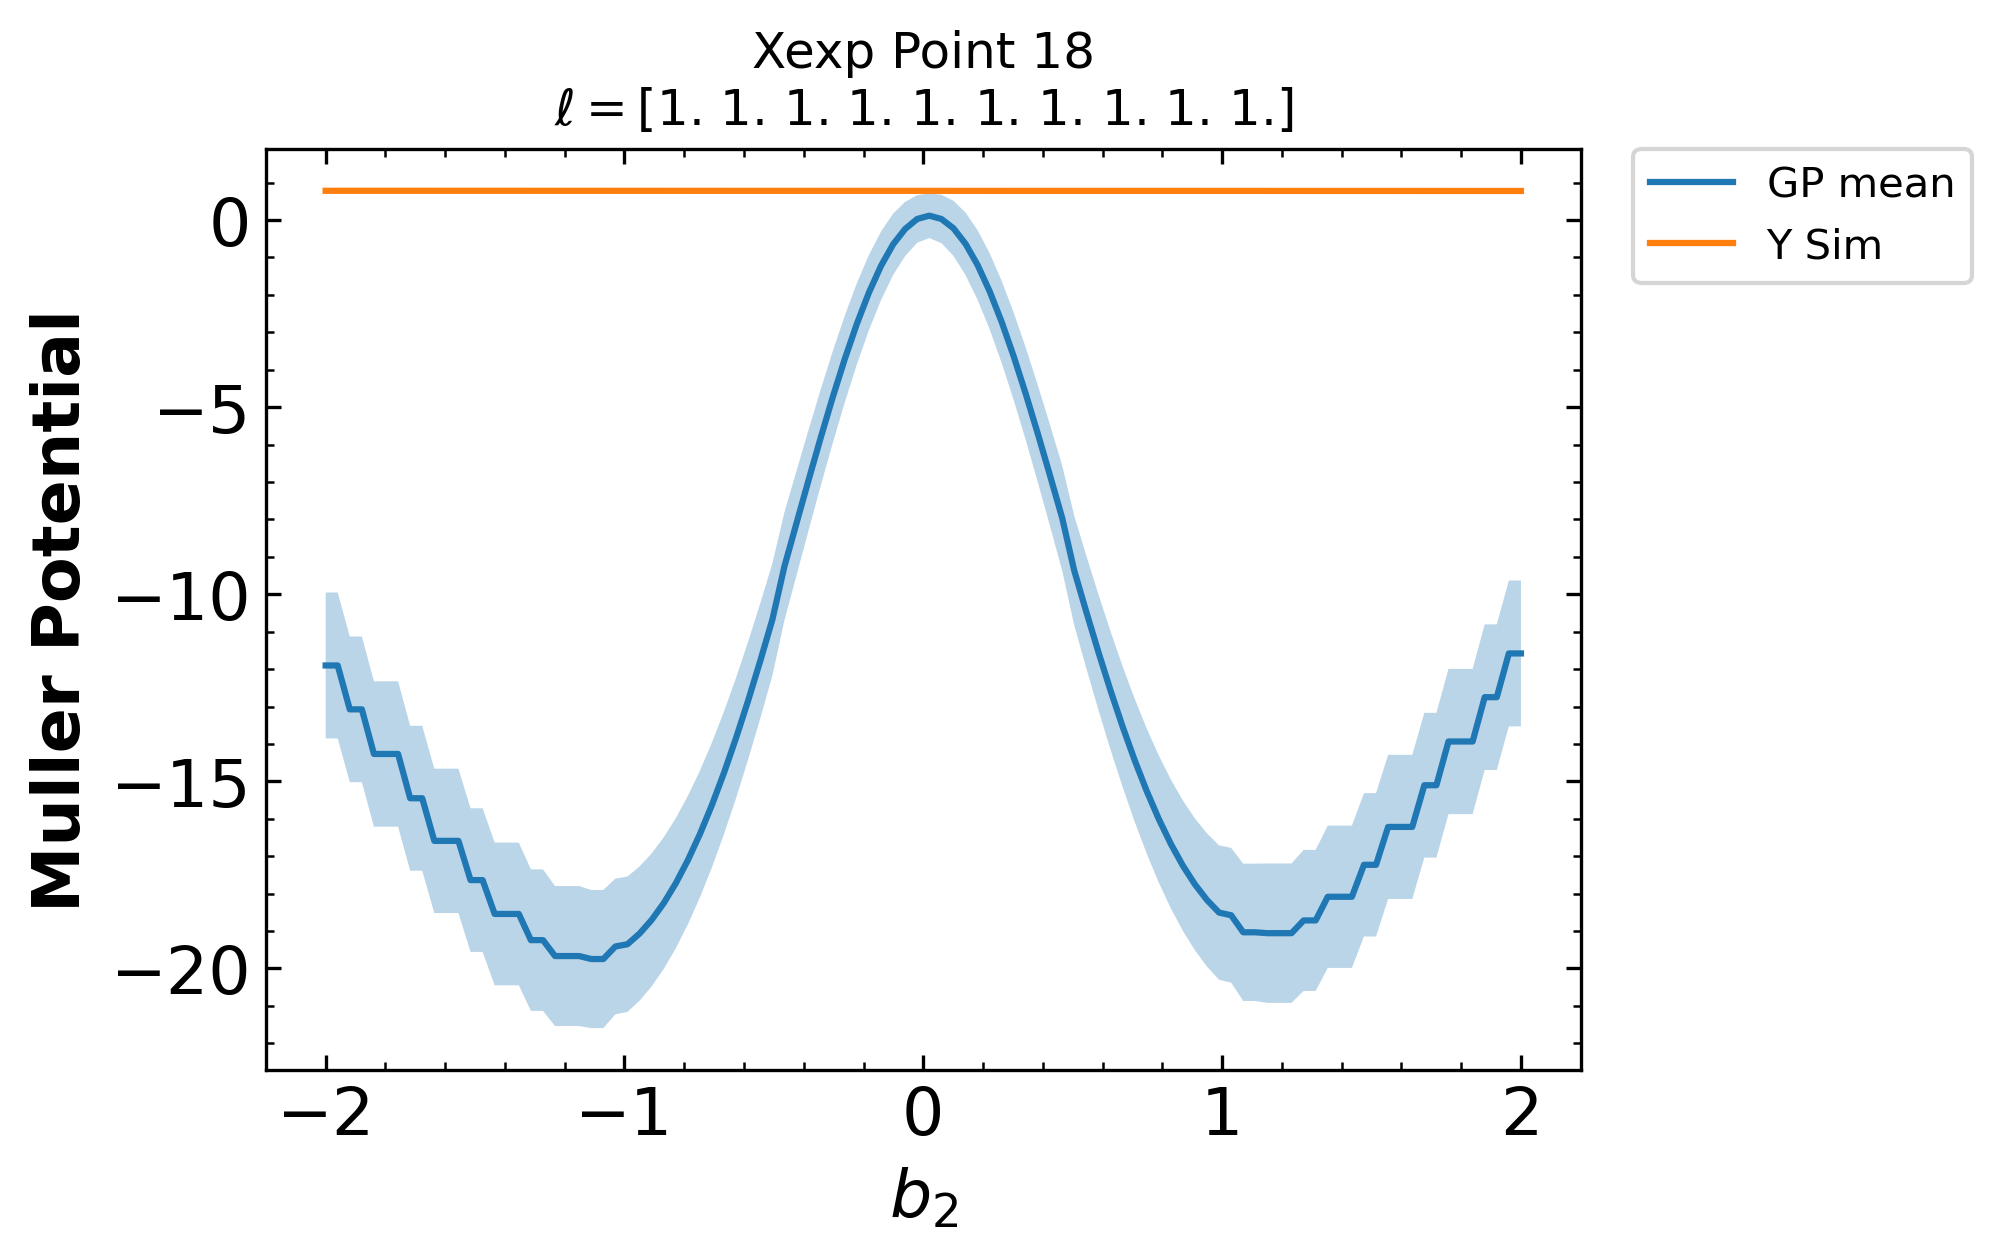 Xexp Point 18
ℓ = [1. 1. 1. 1. 1. 1. 1. 1. 1. 1.]
GP mean
Y Sim
Muller Potential
0
−5
−10
−15
−20
−2
−1
0
1
2
b₂